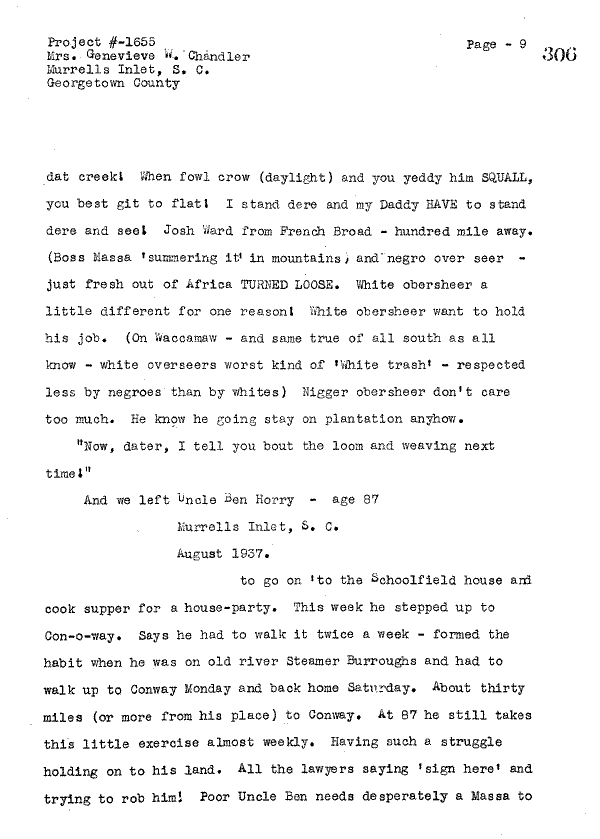 Project #-1655
Mrs. Genevieve W. Chandler
Murrells Inlet, S. C.
Georgetown County
Page - 9
306
dat creek! When fowl crow (daylight) and you yeddy him SQUALL,
you best git to flat! I stand dere and my Daddy HAVE to stand
dere and see! Josh Ward from French Broad - hundred mile away.
(Boss Massa 'summering it' in mountains) and negro over seer -
just fresh out of Africa TURNED LOOSE. White obersheer a
little different for one reason! White obersheer want to hold
his job. (On Waccamaw - and same true of all south as all
know - white overseers worst kind of 'White trash' - respected
less by negroes than by whites) Nigger obersheer don't care
too much. He know he going stay on plantation anyhow.
"Now, dater, I tell you bout the loom and weaving next
time!"
And we left Uncle Ben Horry - age 87
Murrells Inlet, S. C.
August 1937.
to go on 'to the Schoolfield house and
cook supper for a house-party. This week he stepped up to
Con-o-way. Says he had to walk it twice a week - formed the
habit when he was on old river Steamer Burroughs and had to
walk up to Conway Monday and back home Saturday. About thirty
miles (or more from his place) to Conway. At 87 he still takes
this little exercise almost weekly. Having such a struggle
holding on to his land. All the lawyers saying 'sign here' and
trying to rob him! Poor Uncle Ben needs desperately a Massa to